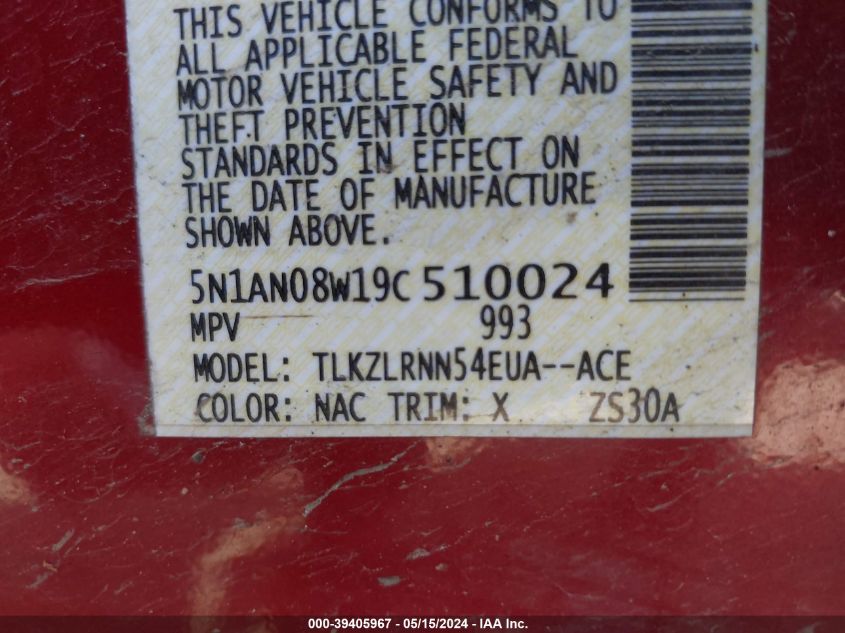 THIS VEHICLE CONFORMS TO
ALL APPLICABLE FEDERAL
MOTOR VEHICLE SAFETY AND
THEFT PREVENTION
STANDARDS IN EFFECT ON
THE DATE OF MANUFACTURE
SHOWN ABOVE.
5N1AN08W19C510024
MPV 993
MODEL: TLKZLRNN54EUA--ACE
COLOR: NAC TRIM: X ZS30A
000-39405967 - 05/15/2024 - IAA Inc.